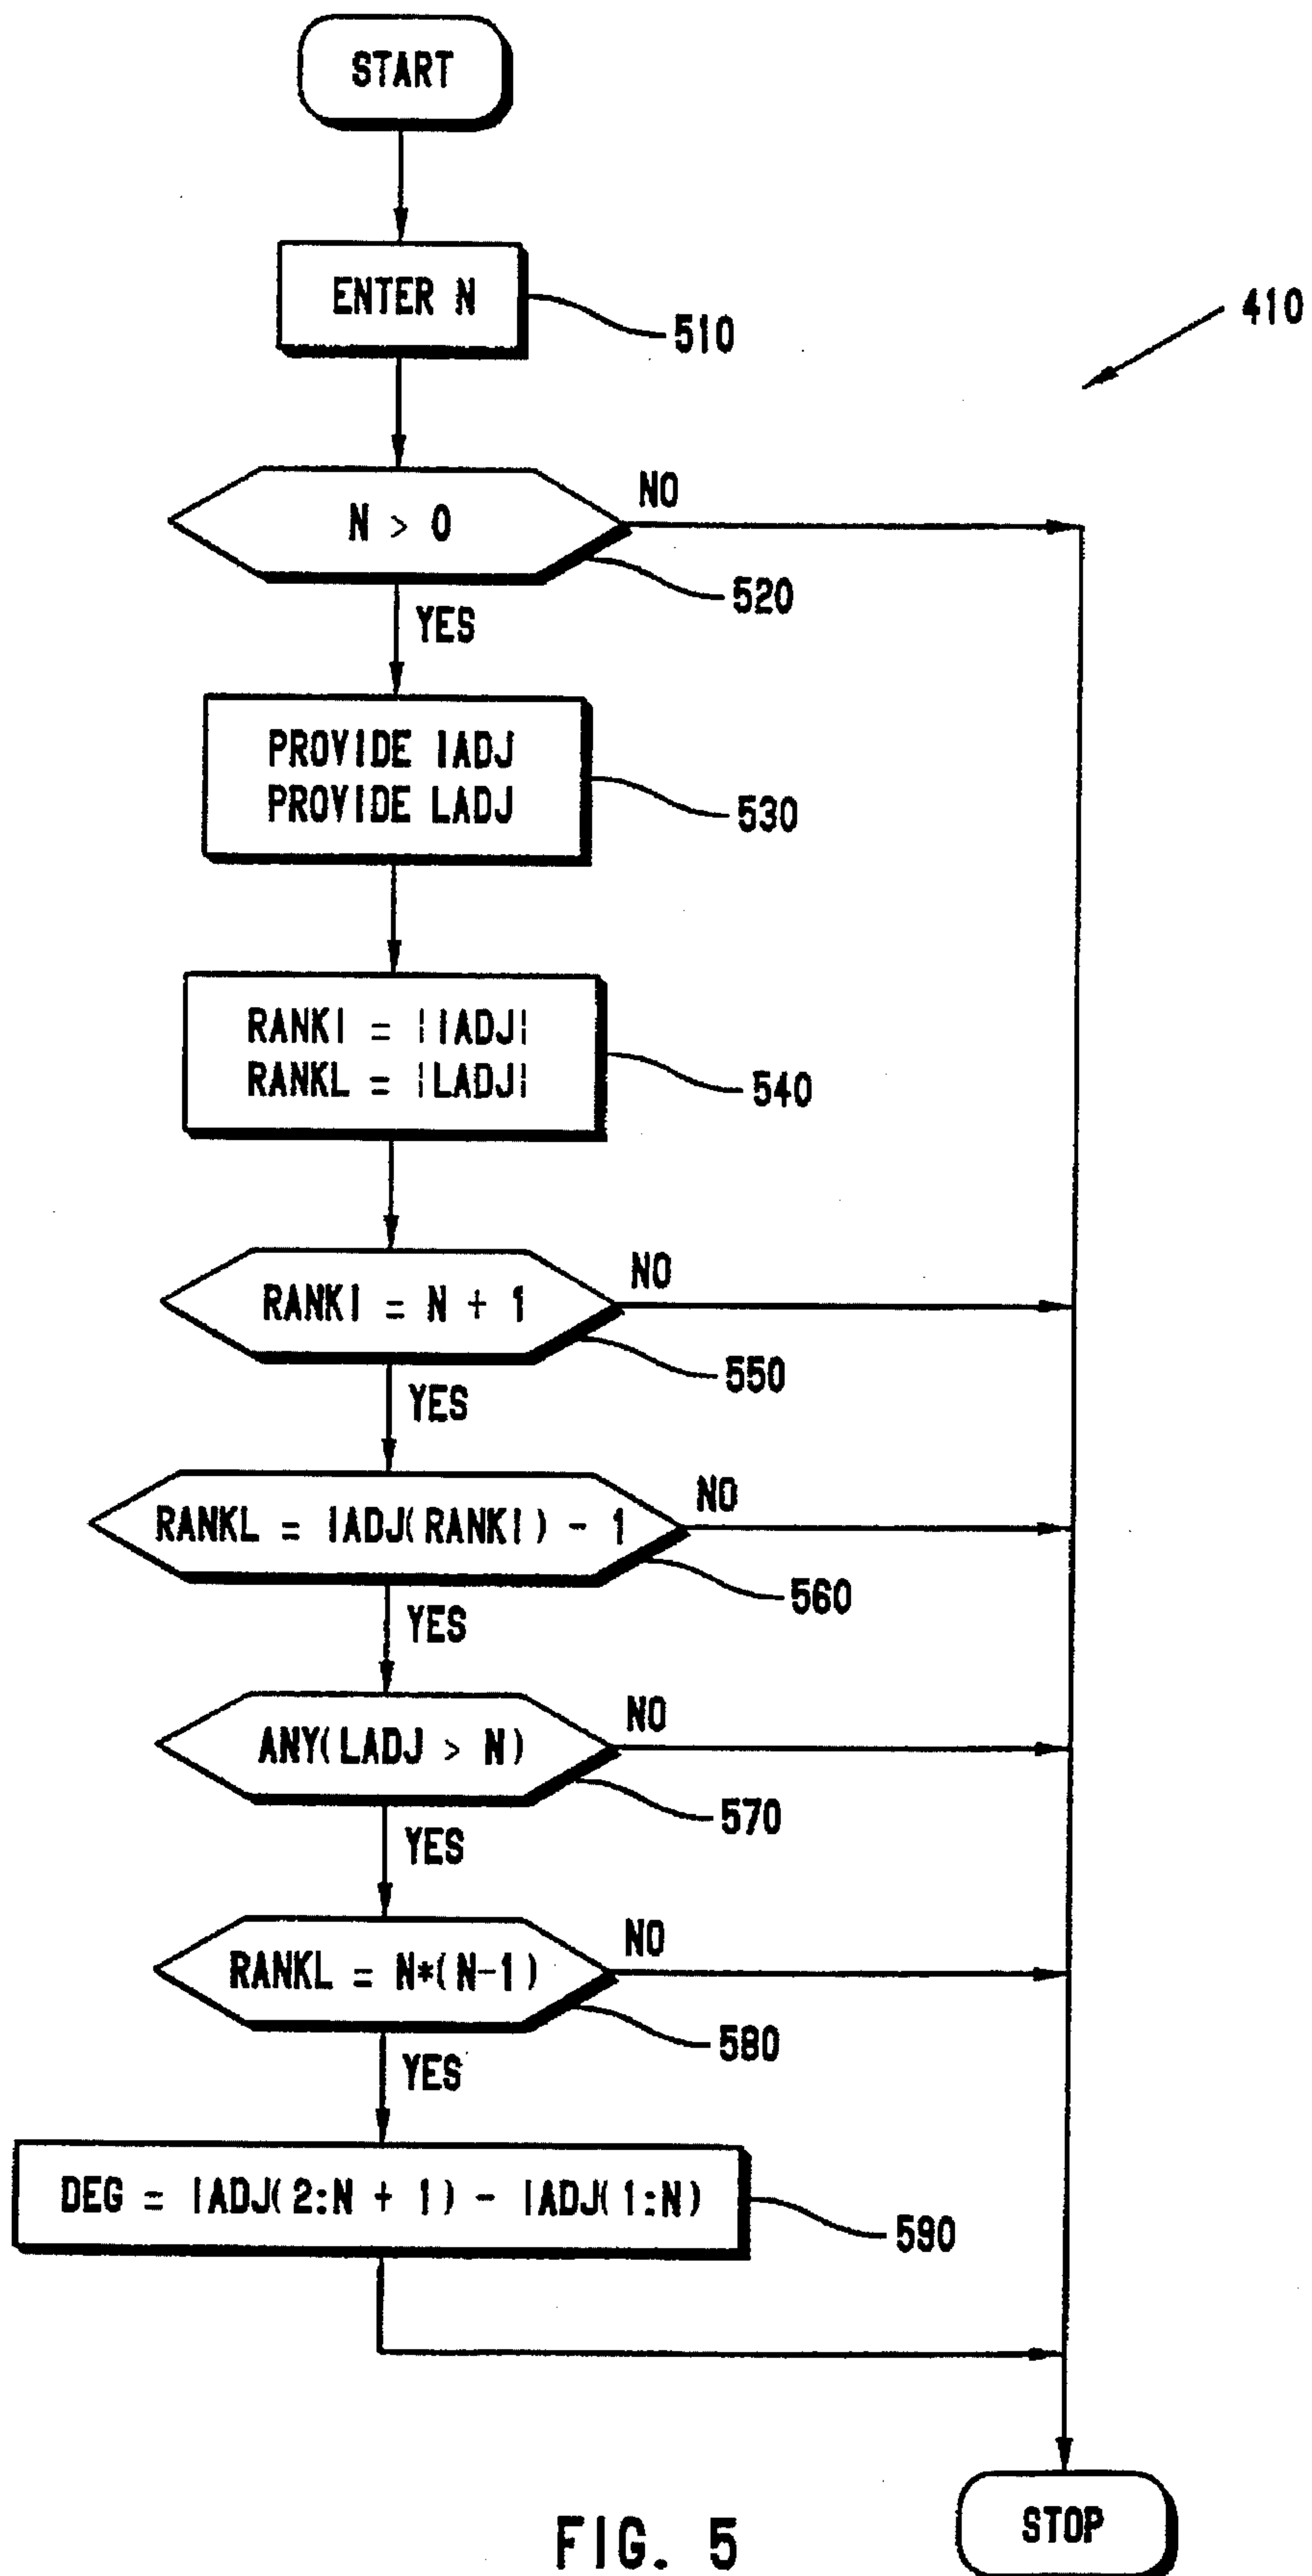 START
ENTER N
510
410
N > 0
NO
520
YES
PROVIDE IADJ
PROVIDE LADJ
530
RANKI = |IADJ|
RANKL = |LADJ|
540
RANKI = N + 1
NO
550
YES
RANKL = IADJ(RANKI) - 1
NO
560
YES
ANY(LADJ > N)
NO
570
YES
RANKL = N*(N-1)
NO
580
YES
DEG = IADJ(2:N + 1) - IADJ(1:N)
590
STOP
FIG. 5